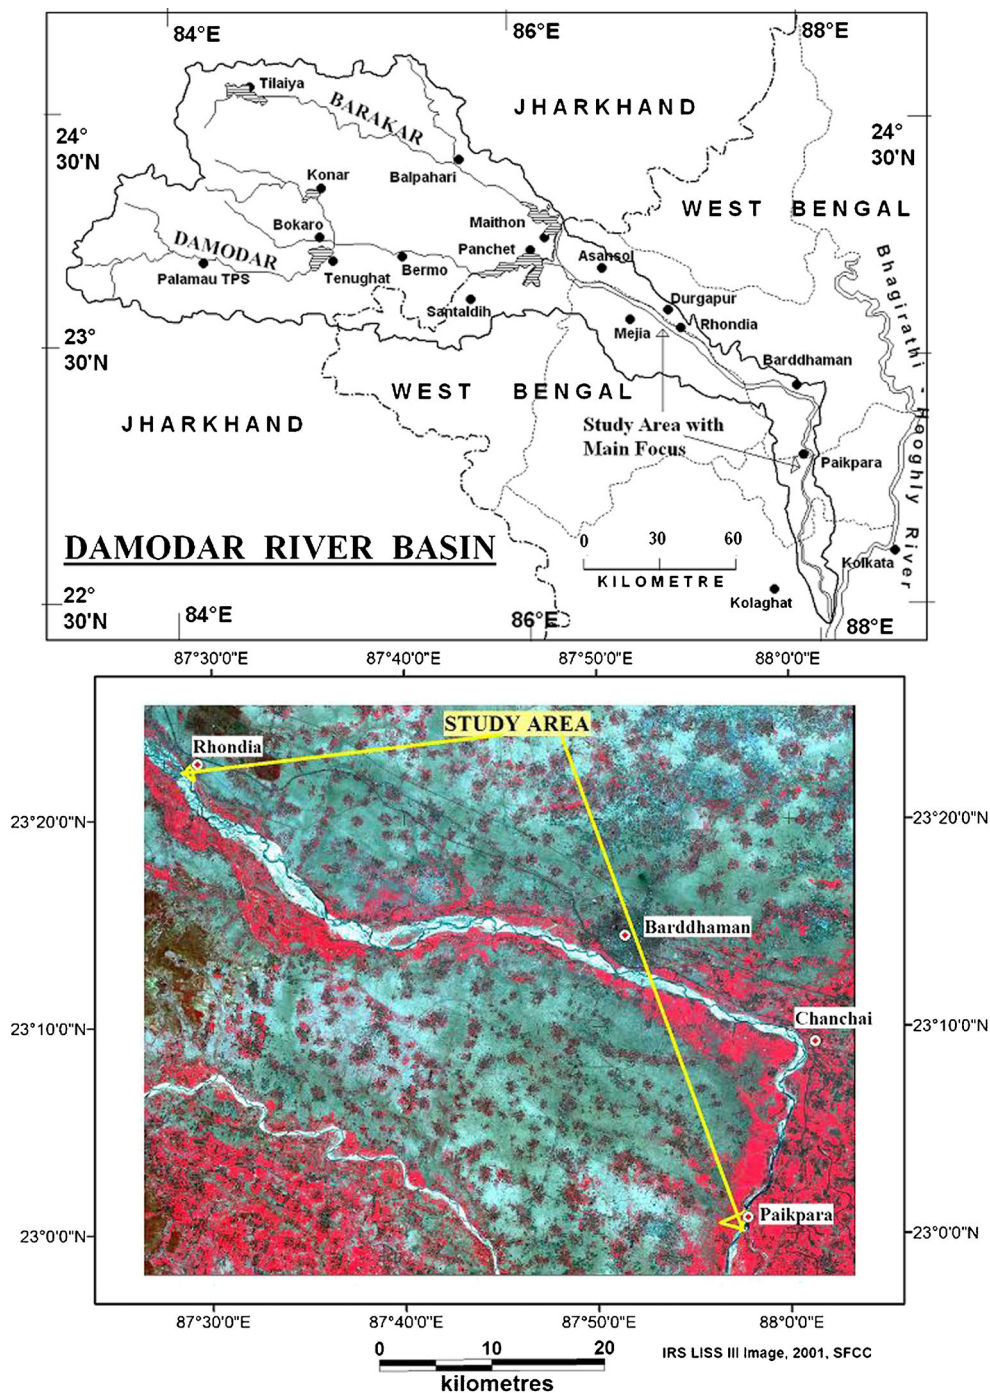 84°E
86°E
88°E
Tilaiya
BARAKAR
JHARKHAND
24°
30'N
24°
30'N
Balpahari
Konar
WEST BENGAL
Bokaro
Maithon
DAMODAR
Panchet
Asansol
Palamau TPS
Tenughat
Bermo
Santaldih
Durgapur
Mejia
Rhondia
Bhagirathi - Hooghly River
23°
30'N
Barddhaman
WEST BENGAL
JHARKHAND
Study Area with
Main Focus
Paikpara
DAMODAR RIVER BASIN
0 30 60
KILOMETRE
Kolkata
Kolaghat
22°
30'N
84°E
86°E
88°E
87°30'0"E
87°40'0"E
87°50'0"E
88°0'0"E
STUDY AREA
Rhondia
23°20'0"N
23°20'0"N
Barddhaman
Chanchai
23°10'0"N
23°10'0"N
Paikpara
23°0'0"N
23°0'0"N
87°30'0"E
87°40'0"E
87°50'0"E
88°0'0"E
0 10 20
kilometres
IRS LISS III Image, 2001, SFCC